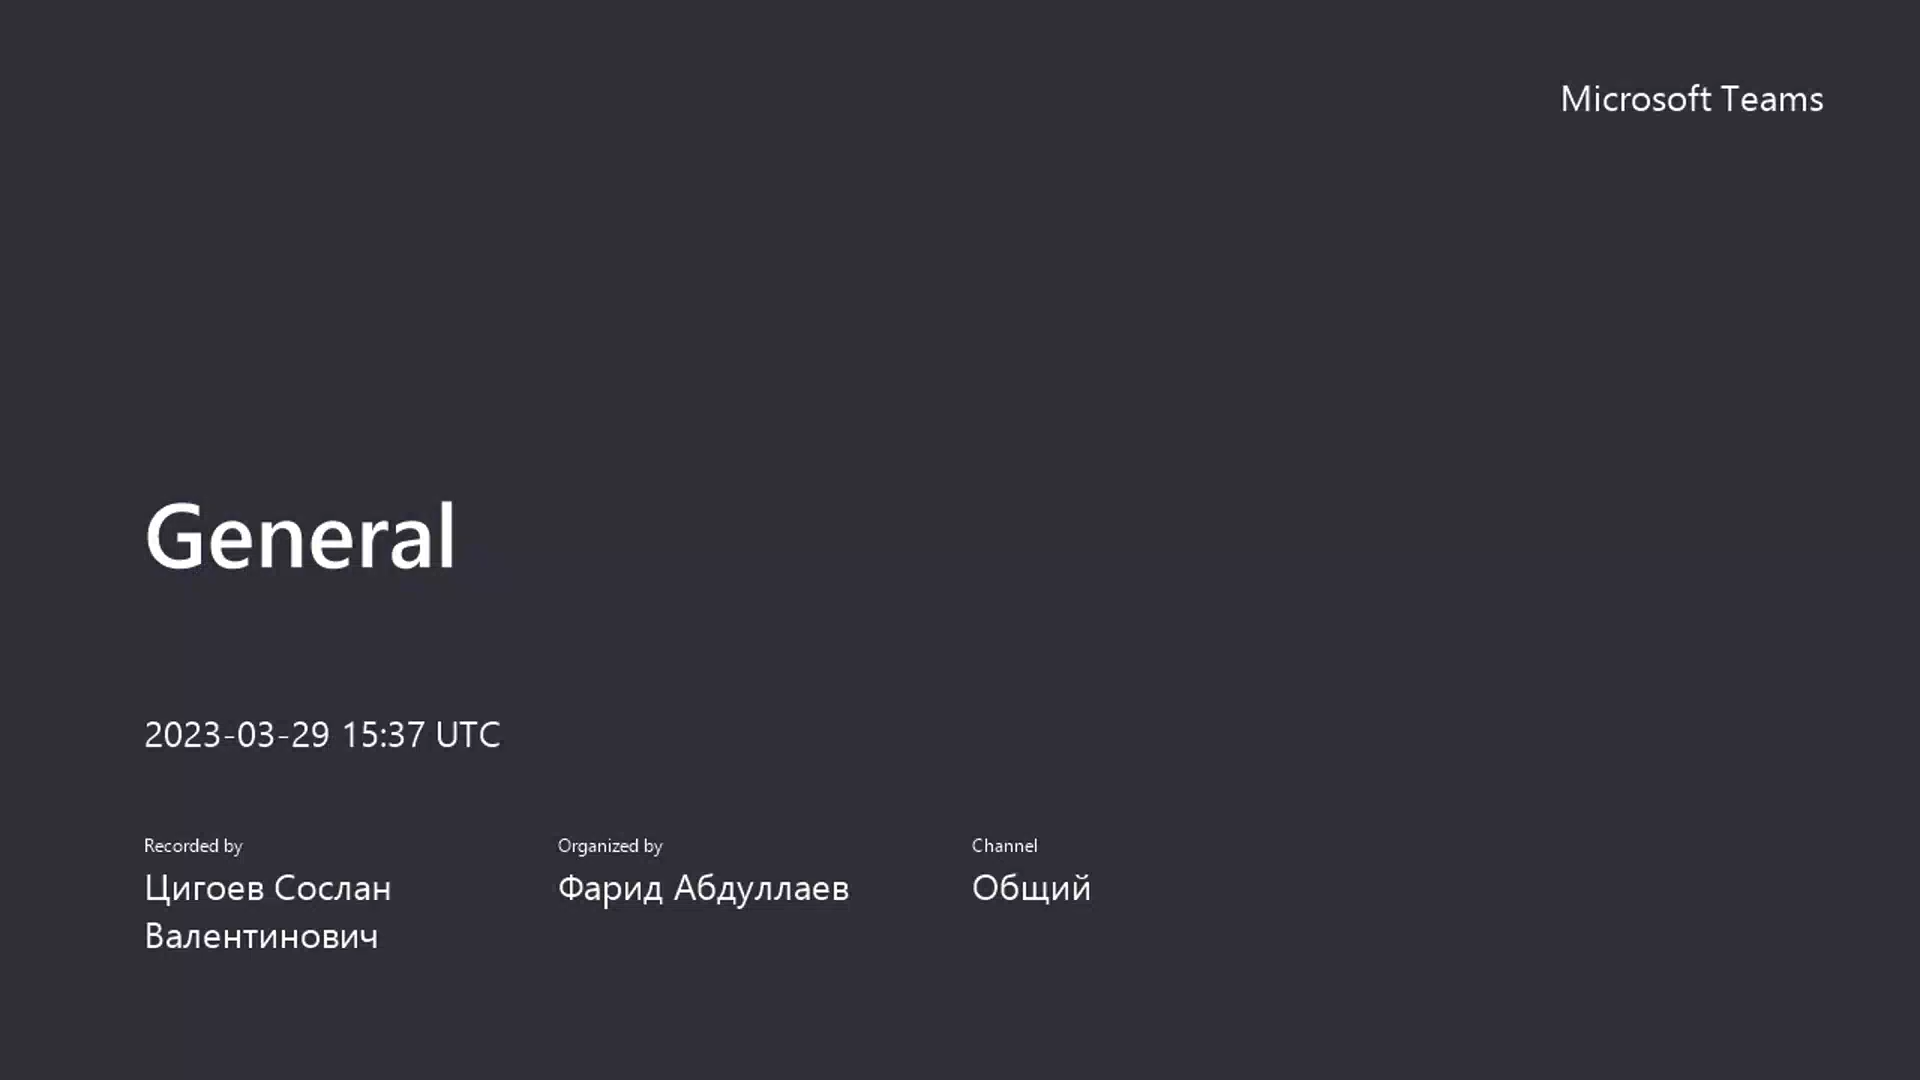 Microsoft Teams
General
2023-03-29 15:37 UTC
Recorded by
Цигоев Сослан
Валентинович
Organized by
Фарид Абдуллаев
Channel
Общий